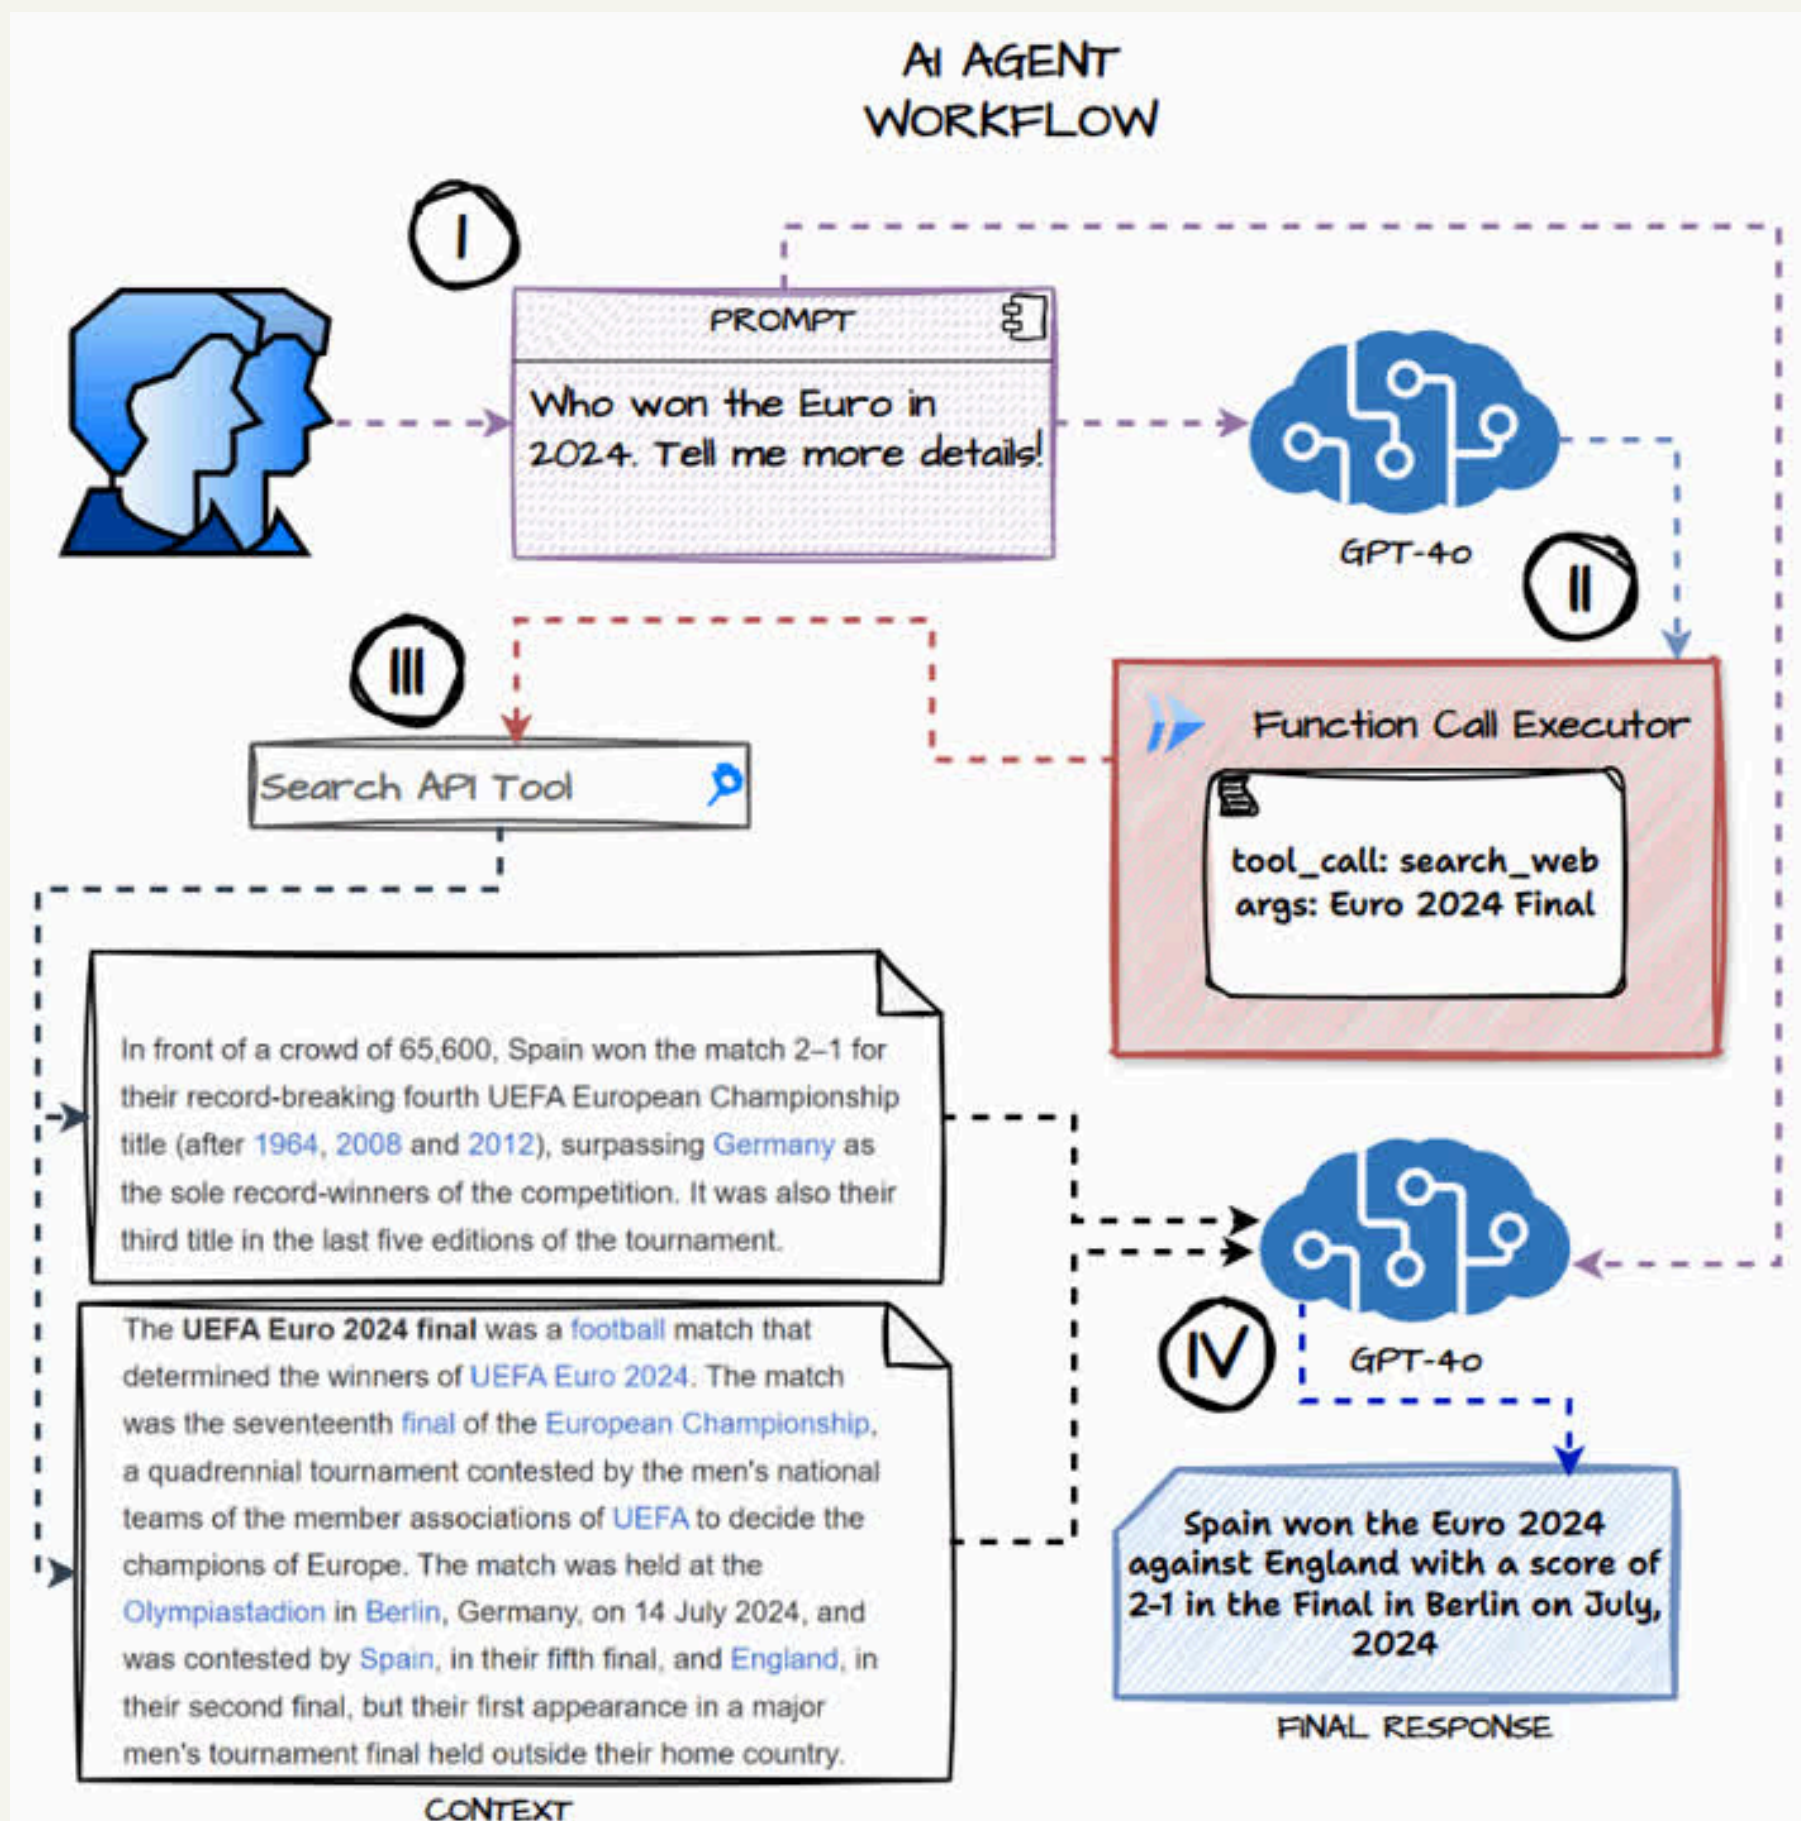 AI AGENT
WORKFLOW
I
PROMPT
Who won the Euro in
2024. Tell me more details!
GPT-4o
II
III
Search API Tool
Function Call Executor
tool_call: search_web
args: Euro 2024 Final
In front of a crowd of 65,600, Spain won the match 2–1 for
their record-breaking fourth UEFA European Championship
title (after 1964, 2008 and 2012), surpassing Germany as
the sole record-winners of the competition. It was also their
third title in the last five editions of the tournament.
The UEFA Euro 2024 final was a football match that
determined the winners of UEFA Euro 2024. The match
was the seventeenth final of the European Championship,
a quadrennial tournament contested by the men's national
teams of the member associations of UEFA to decide the
champions of Europe. The match was held at the
Olympiastadion in Berlin, Germany, on 14 July 2024, and
was contested by Spain, in their fifth final, and England, in
their second final, but their first appearance in a major
men's tournament final held outside their home country.
CONTEXT
IV
GPT-4o
Spain won the Euro 2024
against England with a score of
2-1 in the Final in Berlin on July,
2024
FINAL RESPONSE